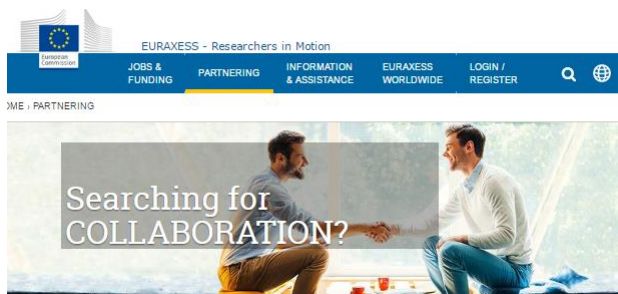 European
Commission
EURAXESS - Researchers in Motion
JOBS &
FUNDING
PARTNERING
INFORMATION
& ASSISTANCE
EURAXESS
WORLDWIDE
LOGIN /
REGISTER
OME › PARTNERING
Searching for
COLLABORATION?